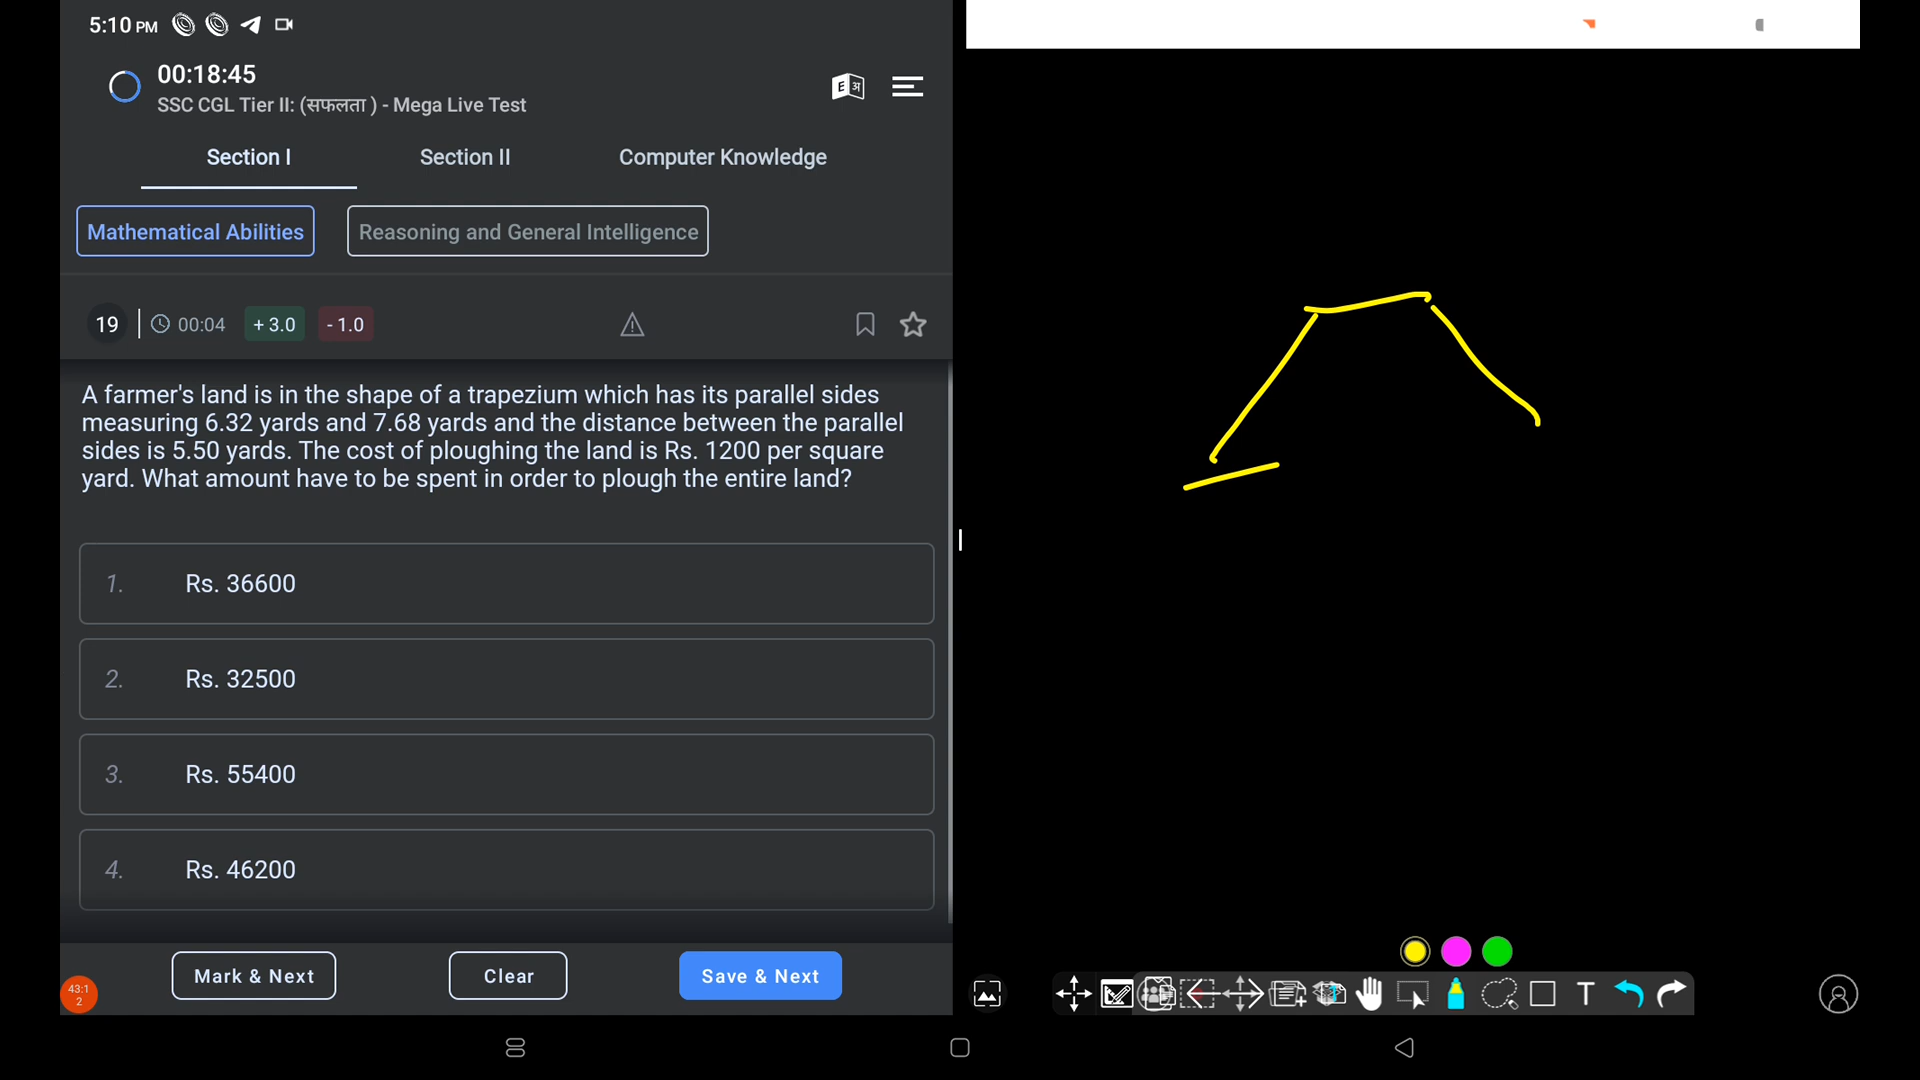 5:10 PM
00:18:45
SSC CGL Tier II: (सफलता ) - Mega Live Test
E अ
Section I
Section II
Computer Knowledge
Mathematical Abilities
Reasoning and General Intelligence
19
00:04
+ 3.0
- 1.0
A farmer's land is in the shape of a trapezium which has its parallel sides
measuring 6.32 yards and 7.68 yards and the distance between the parallel
sides is 5.50 yards. The cost of ploughing the land is Rs. 1200 per square
yard. What amount have to be spent in order to plough the entire land?
1. Rs. 36600
2. Rs. 32500
3. Rs. 55400
4. Rs. 46200
Mark & Next
Clear
Save & Next
43:1
2
T